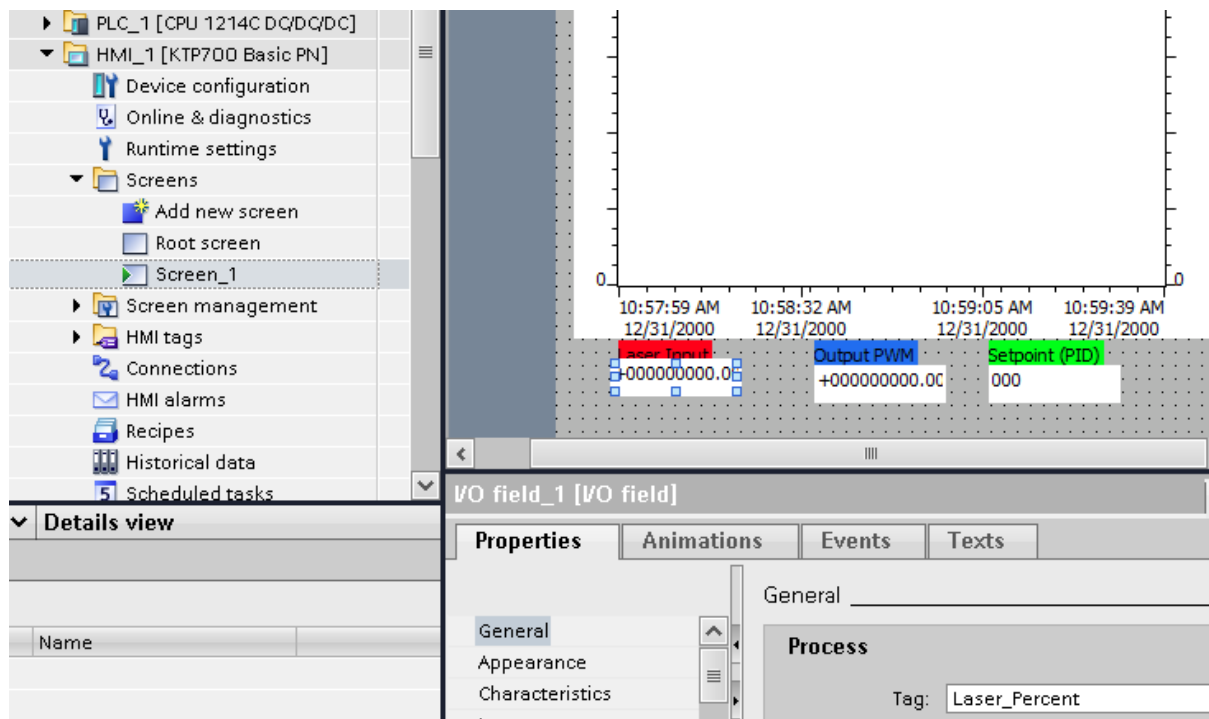 PLC_1 [CPU 1214C DC/DC/DC]
HMI_1 [KTP700 Basic PN]
Device configuration
Online & diagnostics
Runtime settings
Screens
Add new screen
Root screen
Screen_1
Screen management
HMI tags
Connections
HMI alarms
Recipes
Historical data
Scheduled tasks
Details view
Name
0 0
10:57:59 AM 10:58:32 AM 10:59:05 AM 10:59:39 AM
12/31/2000 12/31/2000 12/31/2000 12/31/2000
Laser Input Output PWM Setpoint (PID)
+000000000.0 +000000000.00 000
I/O field_1 [I/O field]
Properties Animations Events Texts
General
Appearance
Characteristics
General
Process
Tag: Laser_Percent